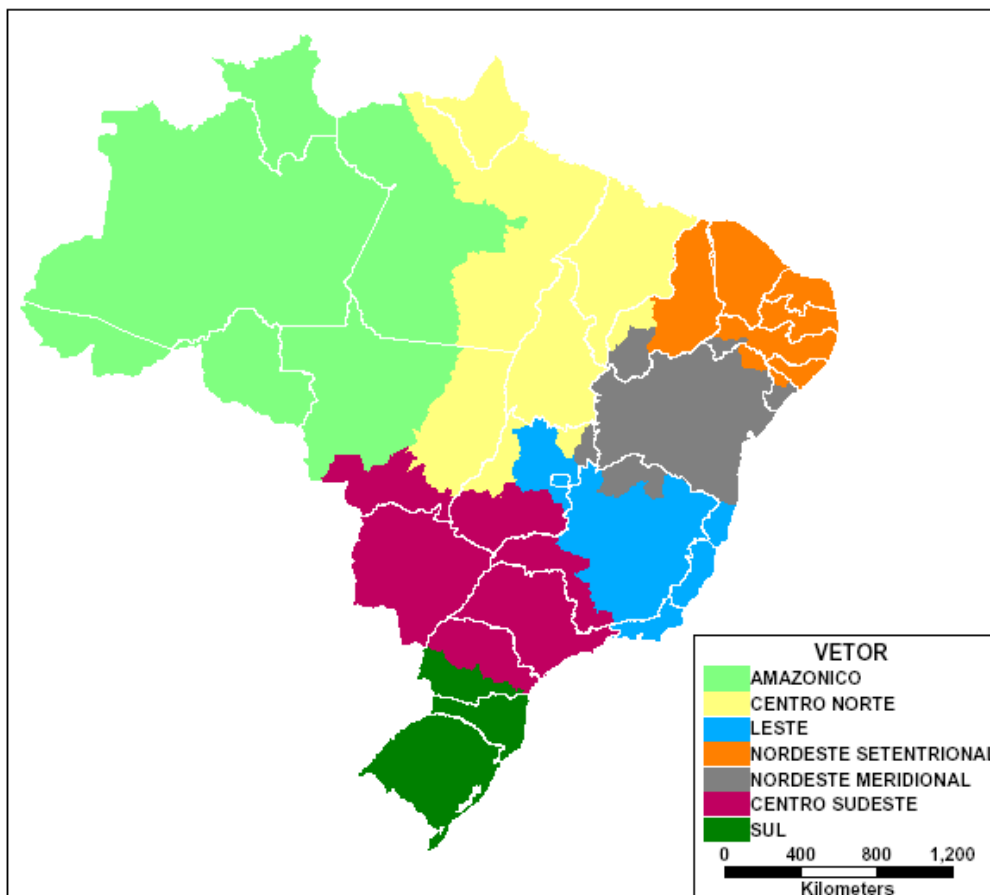 VETOR
AMAZONICO
CENTRO NORTE
LESTE
NORDESTE SETENTRIONAL
NORDESTE MERIDIONAL
CENTRO SUDESTE
SUL
0 400 800 1,200
Kilometers